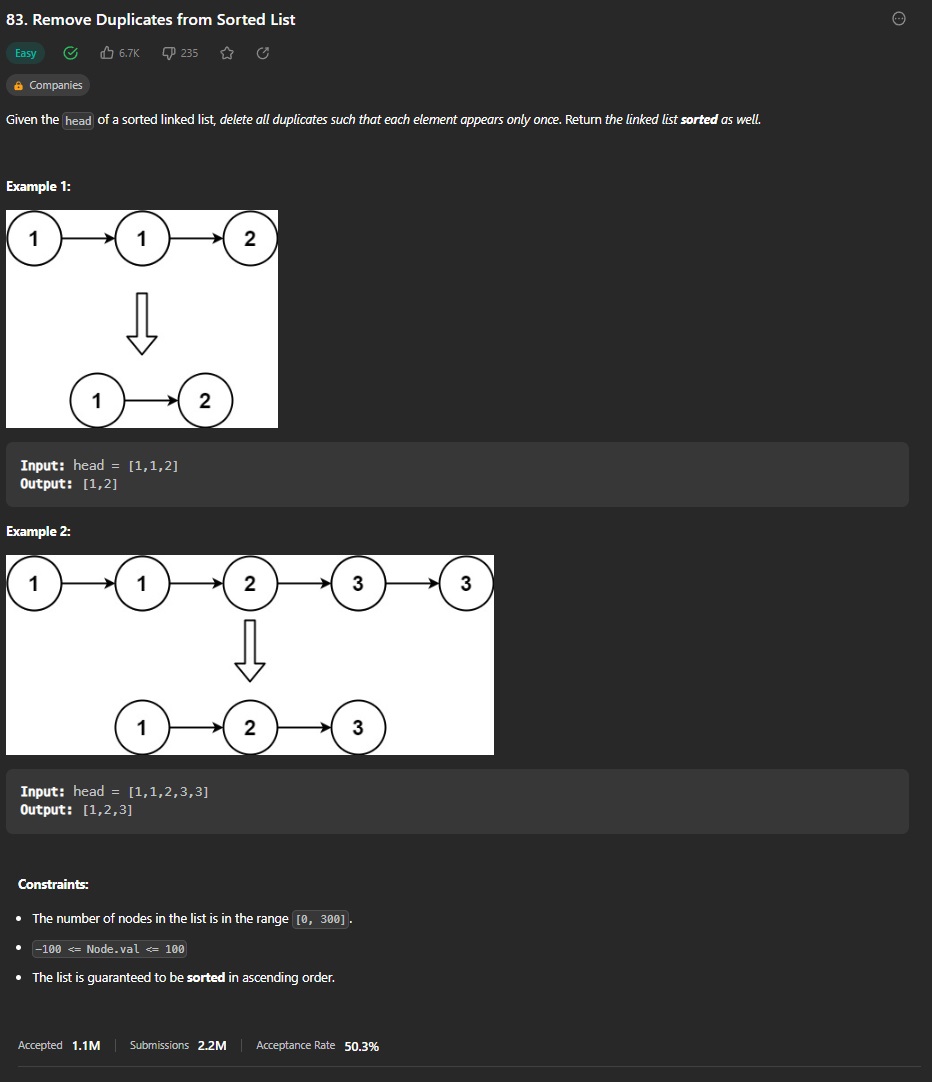 83. Remove Duplicates from Sorted List
Easy 6.7K 235
Companies
Given the head of a sorted linked list, delete all duplicates such that each element appears only once. Return the linked list sorted as well.
Example 1:
1 1 2
1 2
Input: head = [1,1,2]
Output: [1,2]
Example 2:
1 1 2 3 3
1 2 3
Input: head = [1,1,2,3,3]
Output: [1,2,3]
Constraints:
• The number of nodes in the list is in the range [0, 300].
• -100 <= Node.val <= 100
• The list is guaranteed to be sorted in ascending order.
Accepted 1.1M Submissions 2.2M Acceptance Rate 50.3%